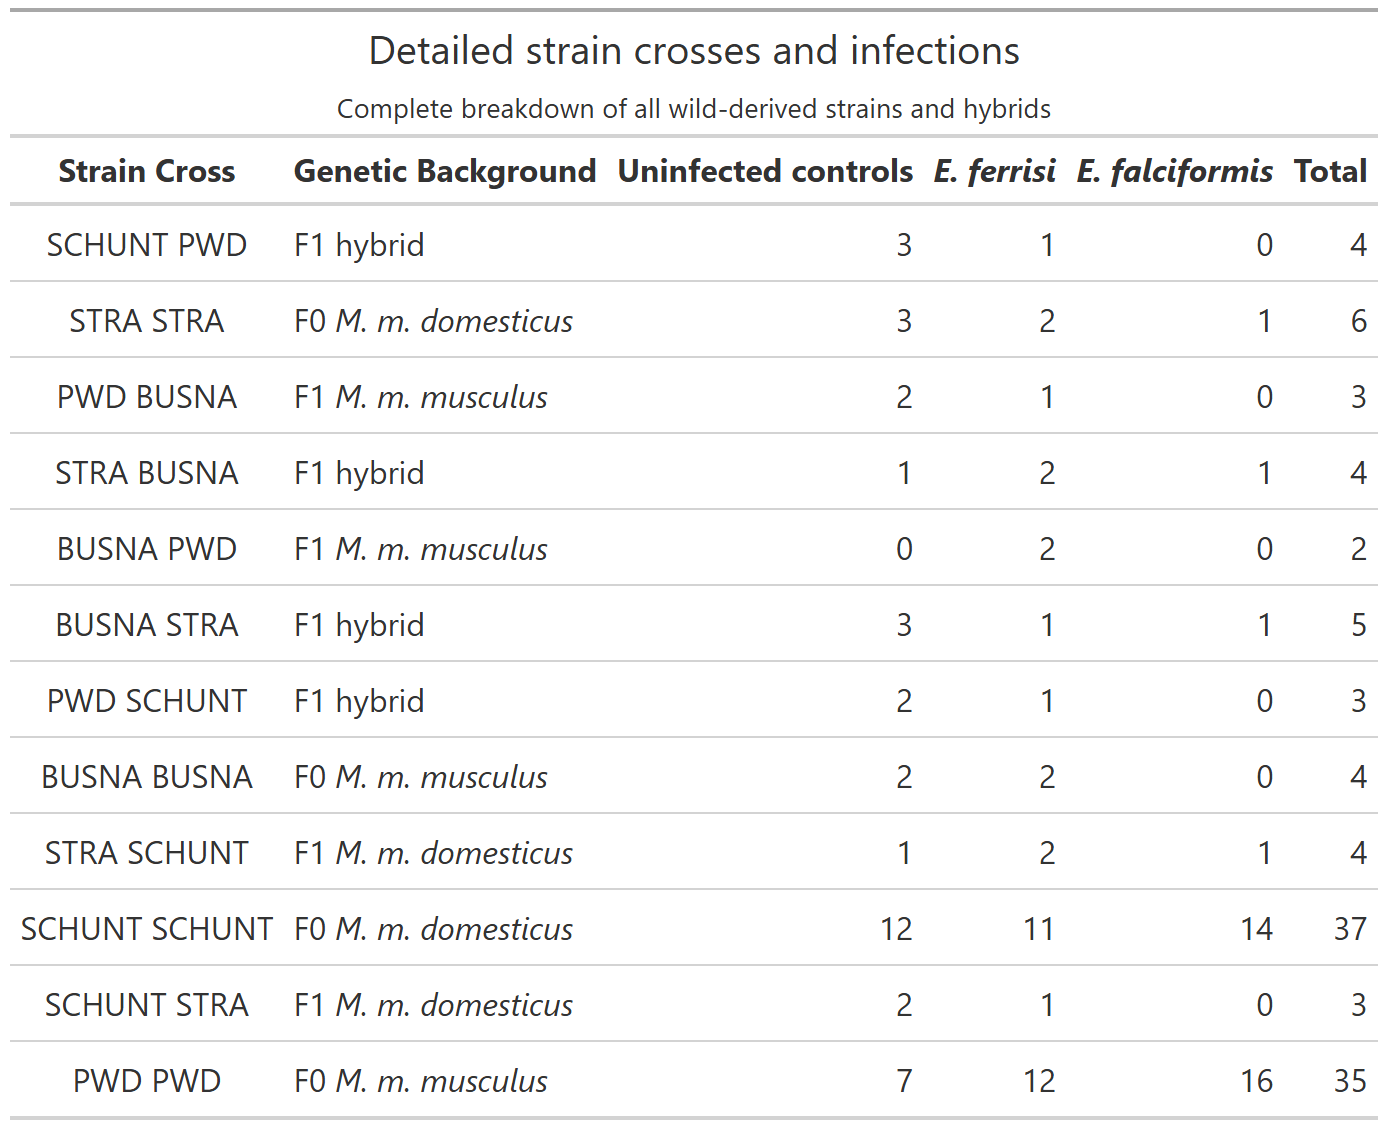 Detailed strain crosses and infections
Complete breakdown of all wild-derived strains and hybrids
Strain Cross Genetic Background Uninfected controls E. ferrisi E. falciformis Total
SCHUNT PWD F1 hybrid 3 1 0 4
STRA STRA F0 M. m. domesticus 3 2 1 6
PWD BUSNA F1 M. m. musculus 2 1 0 3
STRA BUSNA F1 hybrid 1 2 1 4
BUSNA PWD F1 M. m. musculus 0 2 0 2
BUSNA STRA F1 hybrid 3 1 1 5
PWD SCHUNT F1 hybrid 2 1 0 3
BUSNA BUSNA F0 M. m. musculus 2 2 0 4
STRA SCHUNT F1 M. m. domesticus 1 2 1 4
SCHUNT SCHUNT F0 M. m. domesticus 12 11 14 37
SCHUNT STRA F1 M. m. domesticus 2 1 0 3
PWD PWD F0 M. m. musculus 7 12 16 35